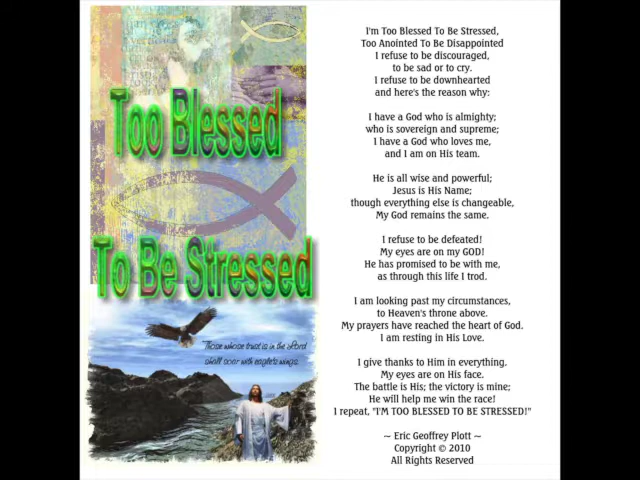 Too Blessed
To Be Stressed
Those whose trust is in the Lord
shall soar with eagle's wings.
I'm Too Blessed To Be Stressed,
Too Anointed To Be Disappointed
I refuse to be discouraged,
to be sad or to cry.
I refuse to be downhearted
and here's the reason why:
I have a God who is almighty;
who is sovereign and supreme;
I have a God who loves me,
and I am on His team.
He is all wise and powerful;
Jesus is His Name;
though everything else is changeable,
My God remains the same.
I refuse to be defeated!
My eyes are on my GOD!
He has promised to be with me,
as through this life I trod.
I am looking past my circumstances,
to Heaven's throne above.
My prayers have reached the heart of God.
I am resting in His Love.
I give thanks to Him in everything.
My eyes are on His face.
The battle is His; the victory is mine;
He will help me win the race!
I repeat, "I'M TOO BLESSED TO BE STRESSED!"
~ Eric Geoffrey Plott ~
Copyright © 2010
All Rights Reserved